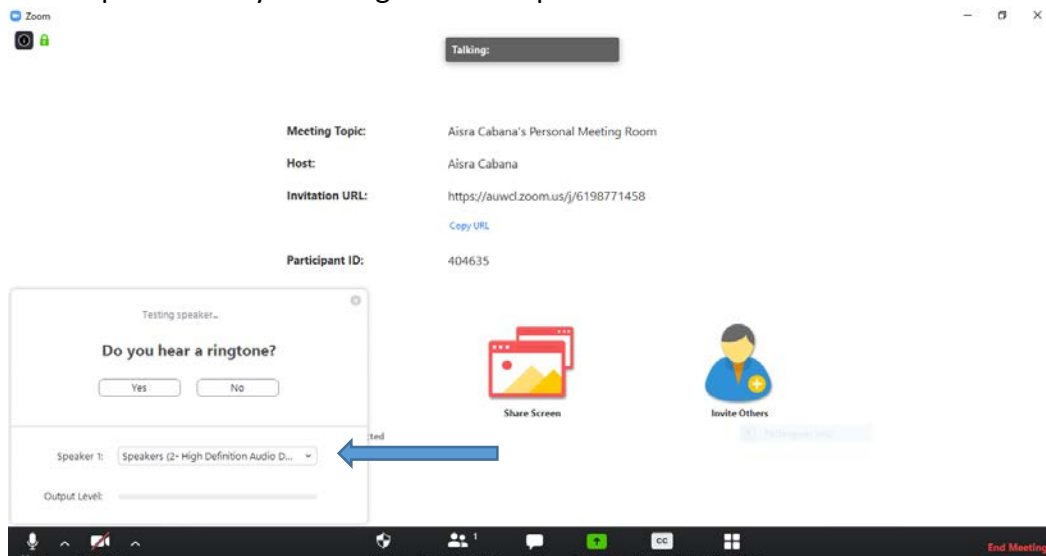 Zoom
Talking:
Meeting Topic: Aisra Cabana's Personal Meeting Room
Host: Aisra Cabana
Invitation URL: https://auwcl.zoom.us/j/6198771458
Copy URL
Participant ID: 404635
Testing speaker...
Do you hear a ringtone?
Yes No
Share Screen Invite Others
cted
Speaker 1: Speakers (2- High Definition Audio D...
Output Level:
1
CC
End Meeting